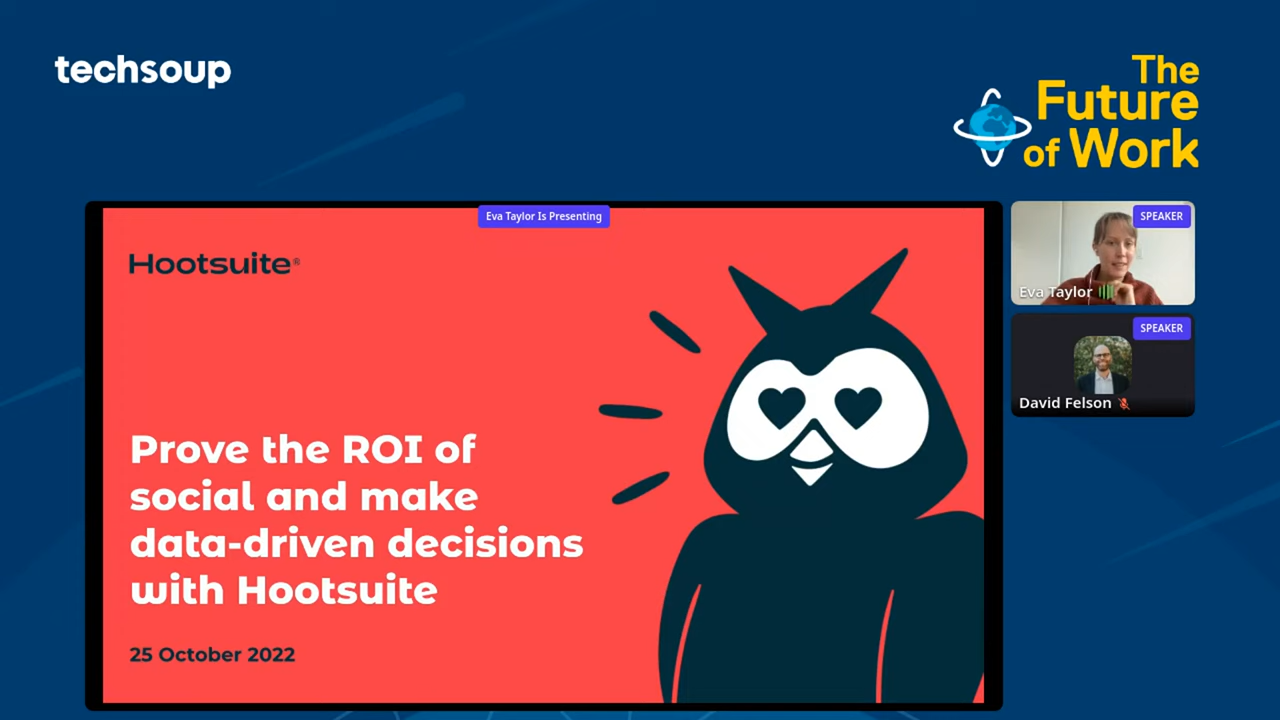 techsoup
The
Future
of Work
Eva Taylor Is Presenting
Hootsuite®
Prove the ROI of
social and make
data-driven decisions
with Hootsuite
25 October 2022
SPEAKER
Eva Taylor
SPEAKER
David Felson